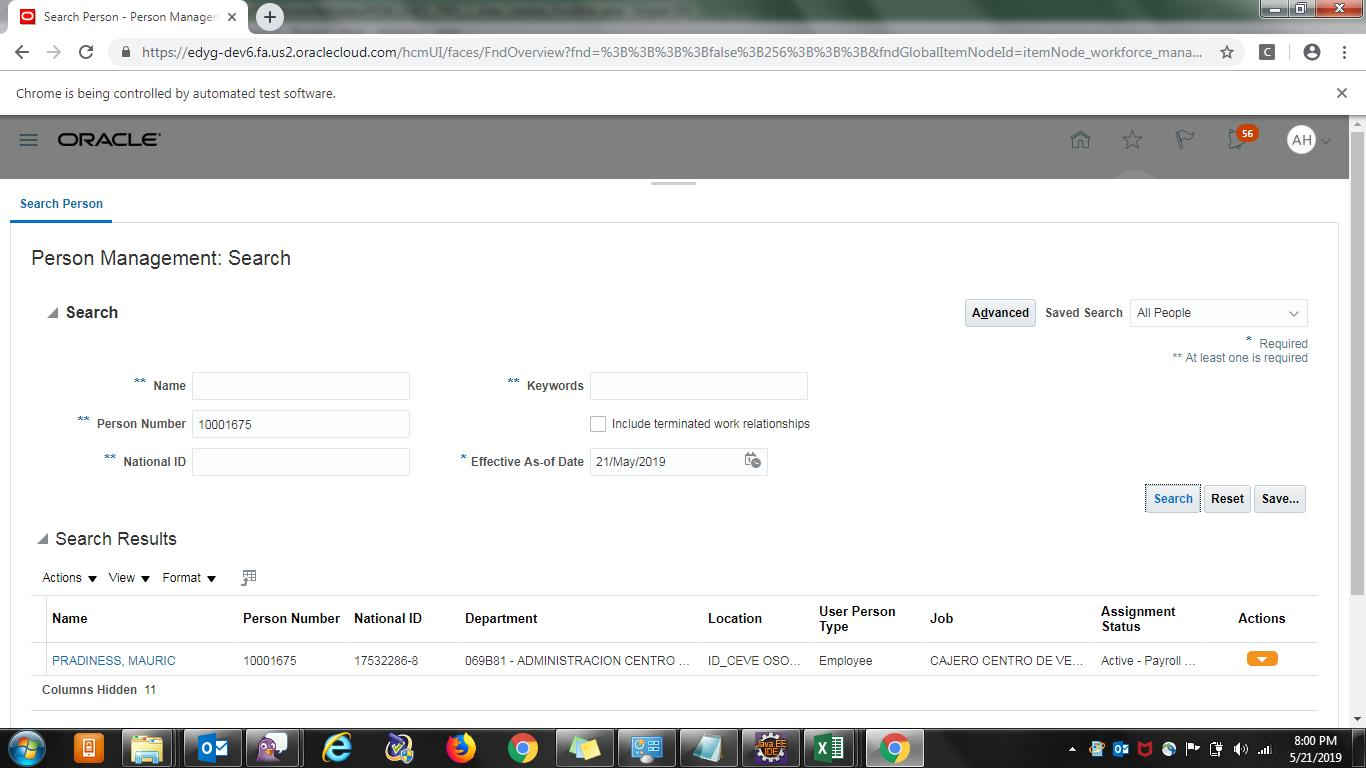 Search Person - Person Managen
https://edyg-dev6.fa.us2.oraclecloud.com/hcmUI/faces/FndOverview?fnd=%3B%3B%3B%3Bfalse%3B256%3B%3B%3B&fndGlobalItemNodeId=itemNode_workforce_mana...
Chrome is being controlled by automated test software.
ORACLE
56
AH
Search Person
Person Management: Search
Search
Advanced Saved Search All People
* Required
** At least one is required
** Name
** Keywords
** Person Number 10001675
Include terminated work relationships
** National ID
* Effective As-of Date 21/May/2019
Search Reset Save...
Search Results
Actions View Format
Name Person Number National ID Department Location User Person Type Job Assignment Status Actions
PRADINESS, MAURIC 10001675 17532286-8 069B81 - ADMINISTRACION CENTRO ... ID_CEVE OSO... Employee CAJERO CENTRO DE VE... Active - Payroll ...
Columns Hidden 11
Java EE
IDE
8:00 PM
5/21/2019